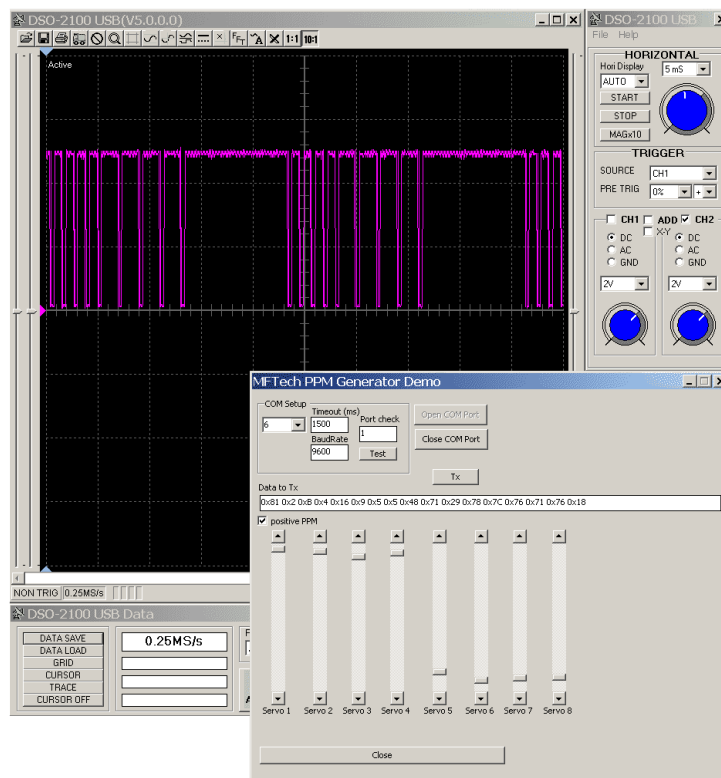 DSO-2100 USB(V5.0.0.0)
DSO-2100 USB
File Help
FFT A 1:1 10:1
Active
HORIZONTAL
Hori Display
5 mS
AUTO
START
STOP
MAGx10
TRIGGER
SOURCE CH1
PRE TRIG 0% +
CH1 ADD CH2
X-Y
DC DC
AC AC
GND GND
2V 2V
NON TRIG 0.25MS/s
DSO-2100 USB Data
DATA SAVE
DATA LOAD
GRID
CURSOR
TRACE
CURSOR OFF
0.25MS/s
MFTech PPM Generator Demo
COM Setup
6
Timeout (ms)
1500
BaudRate
9600
Port check
1
Test
Open COM Port
Close COM Port
Tx
Data to Tx
0x81 0x2 0xB 0x4 0x16 0x9 0x5 0x5 0x48 0x71 0x29 0x78 0x7C 0x76 0x71 0x76 0x18
positive PPM
Servo 1 Servo 2 Servo 3 Servo 4 Servo 5 Servo 6 Servo 7 Servo 8
Close